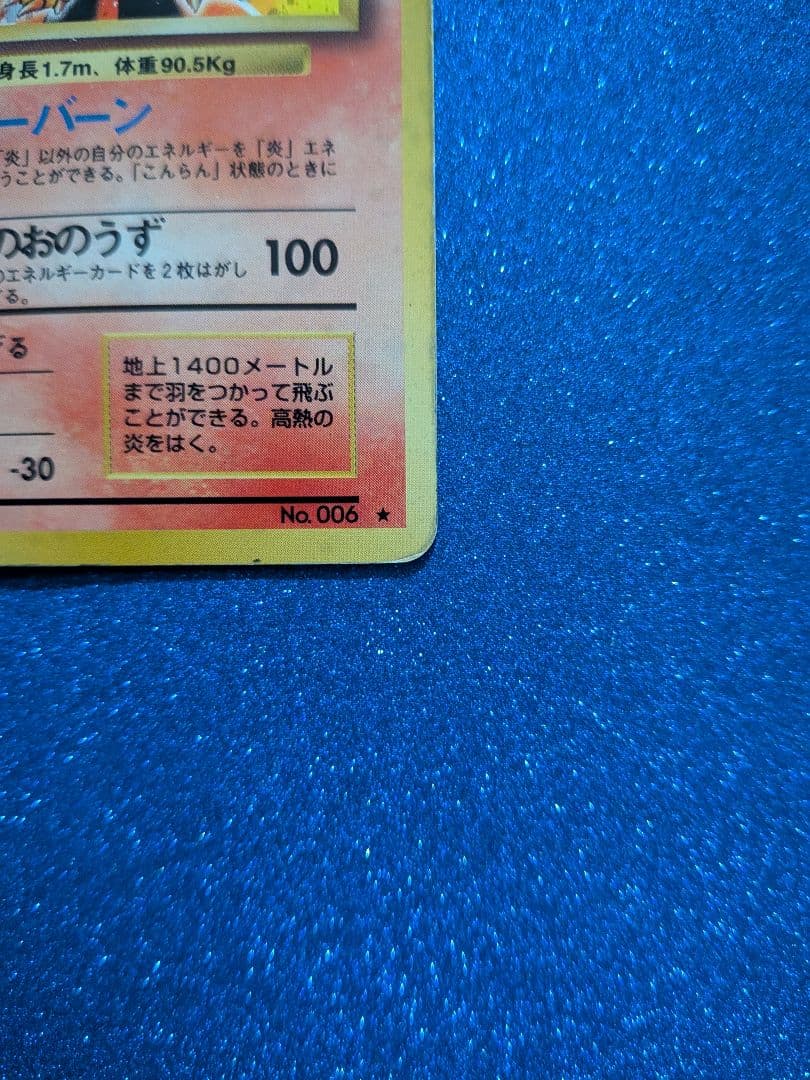 身長1.7m、体重90.5Kg
ーバーン
「炎」以外の自分のエネルギーを「炎」エネ
うことができる。「こんらん」状態のときに
のおのうず
100
のエネルギーカードを2枚はがし
する。
げる
地上1400メートル
まで羽をつかって飛ぶ
ことができる。高熱の
炎をはく。
-30
No. 006 ★